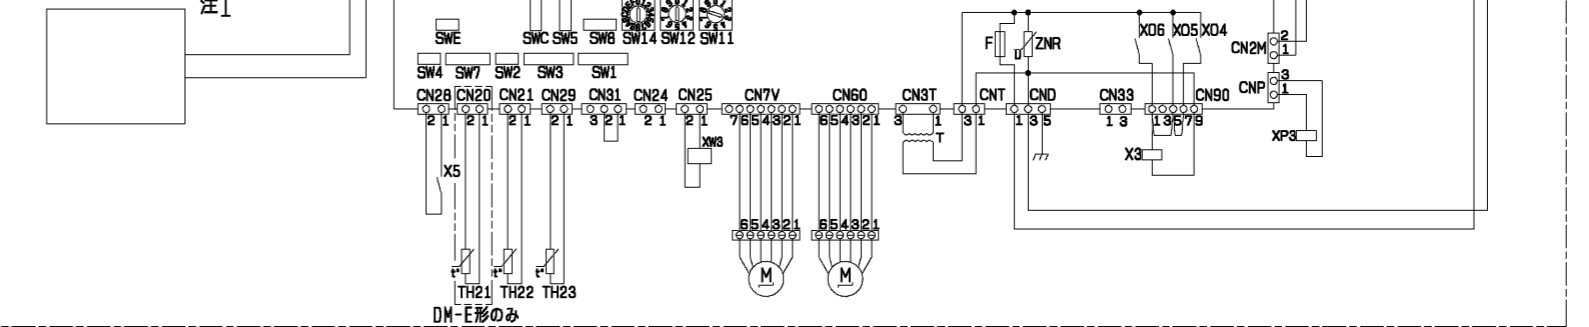 注1
SWE SWC SW5 SW8 SW14 SW12 SW11
F U ZNR X06 X05 X04 CN2M 2 1
SW4 SW7 SW2 SW3 SW1
CNP 3 1
CN28 CN20 CN21 CN29 CN31 CN24 CN25 CN7V CN60 CN3T CNT CND CN33 CN90
2 1 2 1 2 1 2 1 3 2 1 2 1 2 1 7 6 5 4 3 2 1 6 5 4 3 2 1 3 1 3 1 1 3 5 1 3 1 3 5 7 9
XW3 T X3 XP3
X5
6 5 4 3 2 1 6 5 4 3 2 1
t° t° t° M M
TH21 TH22 TH23
DM-E形のみ